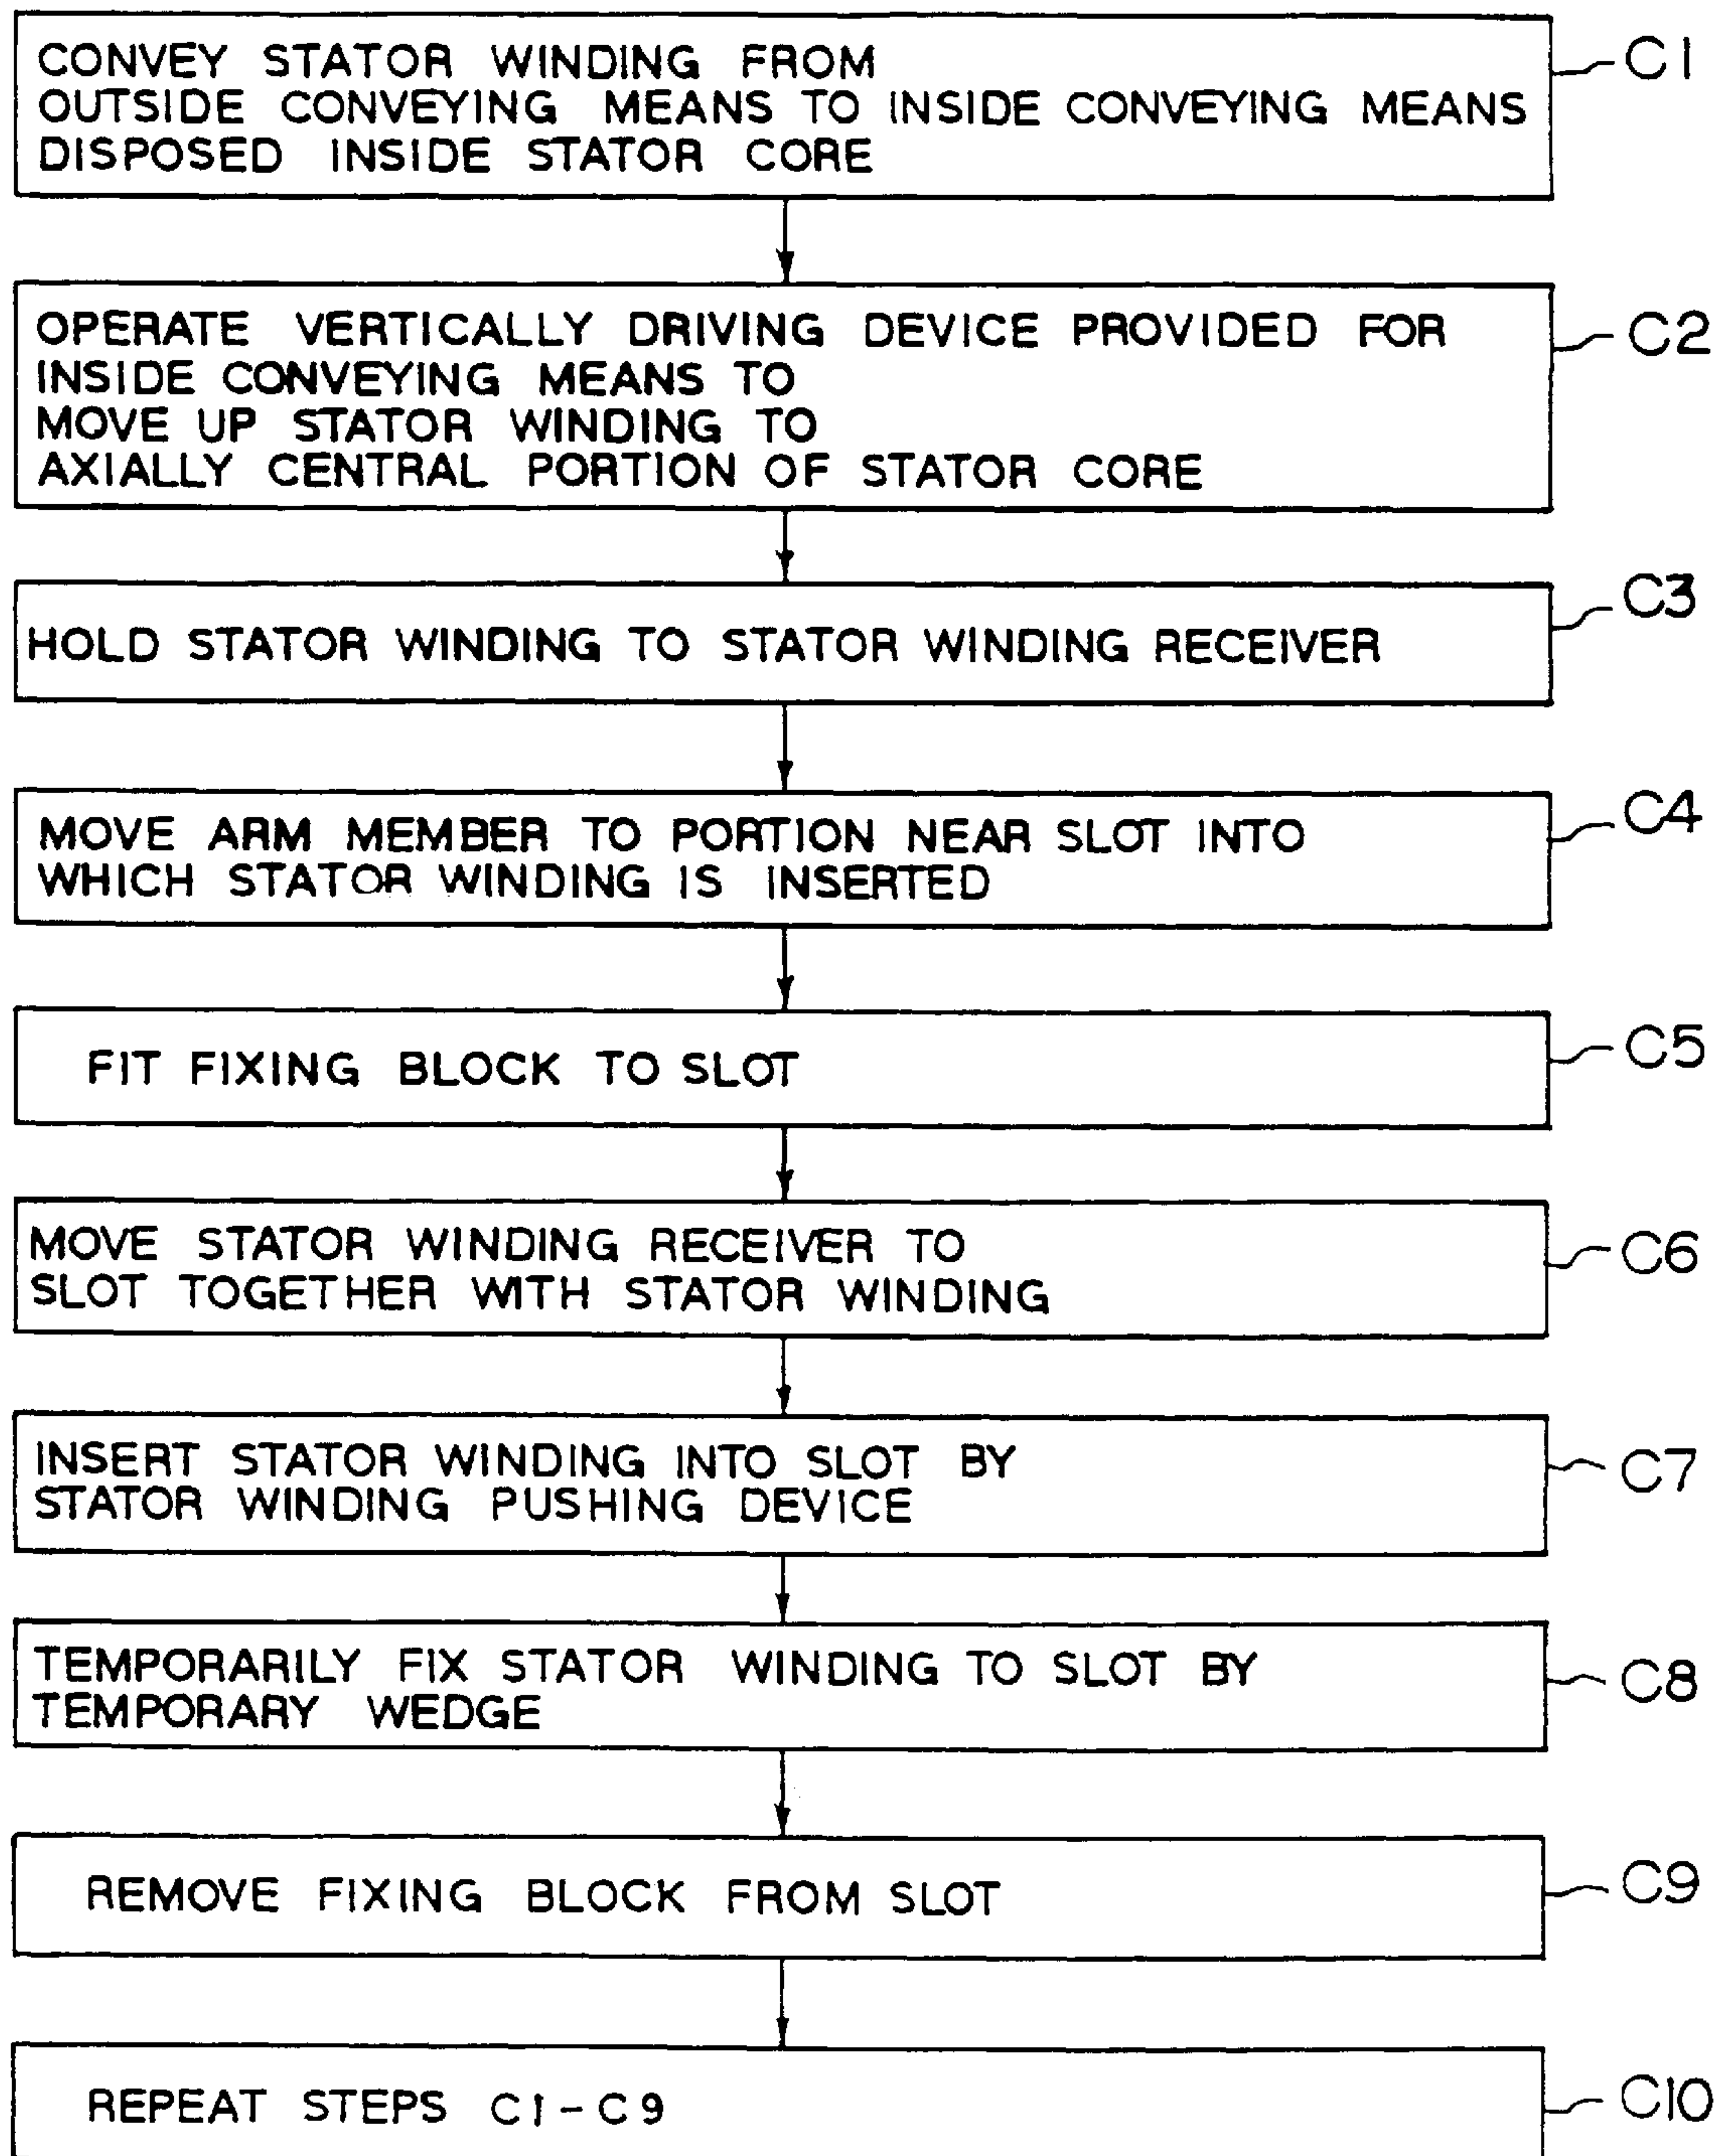 CONVEY STATOR WINDING FROM
OUTSIDE CONVEYING MEANS TO INSIDE CONVEYING MEANS
DISPOSED INSIDE STATOR CORE
C1
OPERATE VERTICALLY DRIVING DEVICE PROVIDED FOR
INSIDE CONVEYING MEANS TO
MOVE UP STATOR WINDING TO
AXIALLY CENTRAL PORTION OF STATOR CORE
C2
HOLD STATOR WINDING TO STATOR WINDING RECEIVER
C3
MOVE ARM MEMBER TO PORTION NEAR SLOT INTO
WHICH STATOR WINDING IS INSERTED
C4
FIT FIXING BLOCK TO SLOT
C5
MOVE STATOR WINDING RECEIVER TO
SLOT TOGETHER WITH STATOR WINDING
C6
INSERT STATOR WINDING INTO SLOT BY
STATOR WINDING PUSHING DEVICE
C7
TEMPORARILY FIX STATOR WINDING TO SLOT BY
TEMPORARY WEDGE
C8
REMOVE FIXING BLOCK FROM SLOT
C9
REPEAT STEPS C1-C9
C10